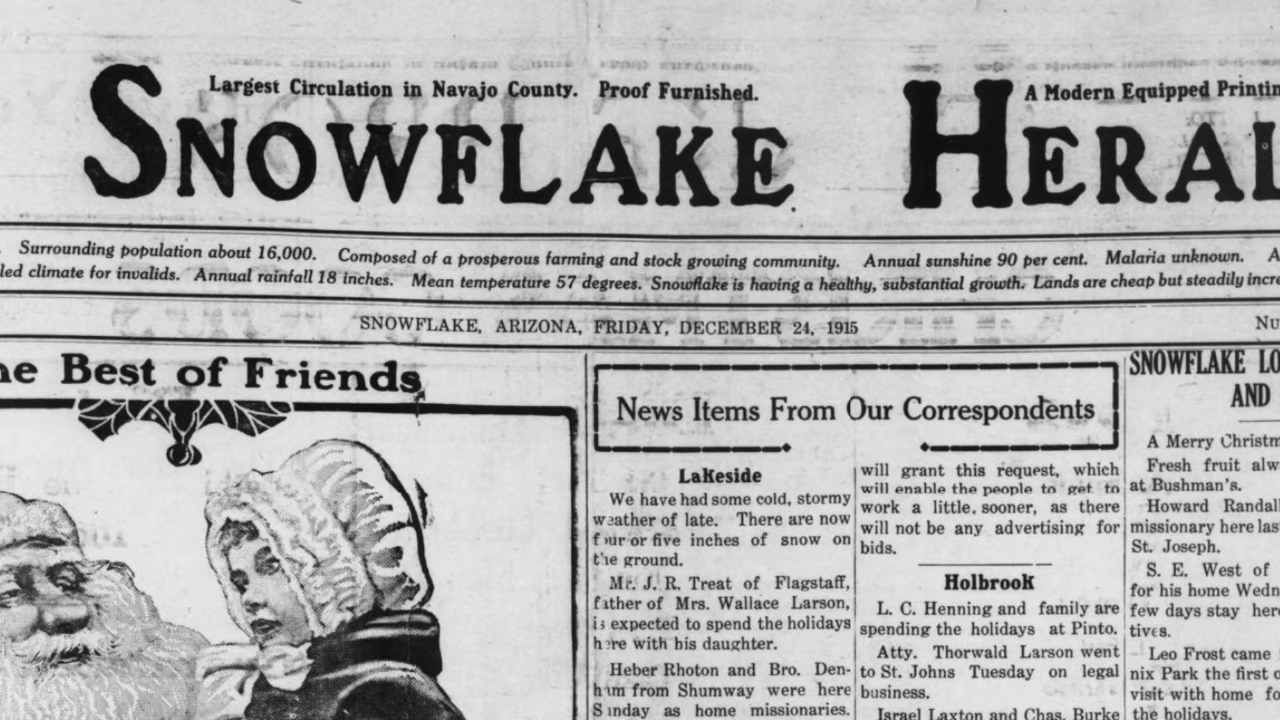 Largest Circulation in Navajo County. Proof Furnished.
A Modern Equipped Printin
SNOWFLAKE HERAL
Surrounding population about 16,000. Composed of a prosperous farming and stock growing community. Annual sunshine 90 per cent. Malaria unknown. A
led climate for invalids. Annual rainfall 18 inches. Mean temperature 57 degrees. Snowflake is having a healthy, substantial growth. Lands are cheap but steadily incre
SNOWFLAKE, ARIZONA, FRIDAY, DECEMBER 24, 1915
Nu
he Best of Friends
News Items From Our Correspondents
Lakeside
We have had some cold, stormy
weather of late. There are now
four or five inches of snow on
the ground.
Mr. J. R. Treat of Flagstaff,
father of Mrs. Wallace Larson,
is expected to spend the holidays
here with his daughter.
Heber Rhoton and Bro. Den-
ham from Shumway were here
Sunday as home missionaries.
will grant this request, which
will enable the people to get to
work a little sooner, as there
will not be any advertising for
bids.
Holbrook
L. C. Henning and family are
spending the holidays at Pinto.
Atty. Thorwald Larson went
to St. Johns Tuesday on legal
business.
Israel Laxton and Chas. Burke
SNOWFLAKE LO
AND
A Merry Christm
Fresh fruit alw
at Bushman's.
Howard Randal
missionary here las
St. Joseph.
S. E. West of
for his home Wedn
few days stay here
tives.
Leo Frost came
nix Park the first o
visit with home fo
the holidays.